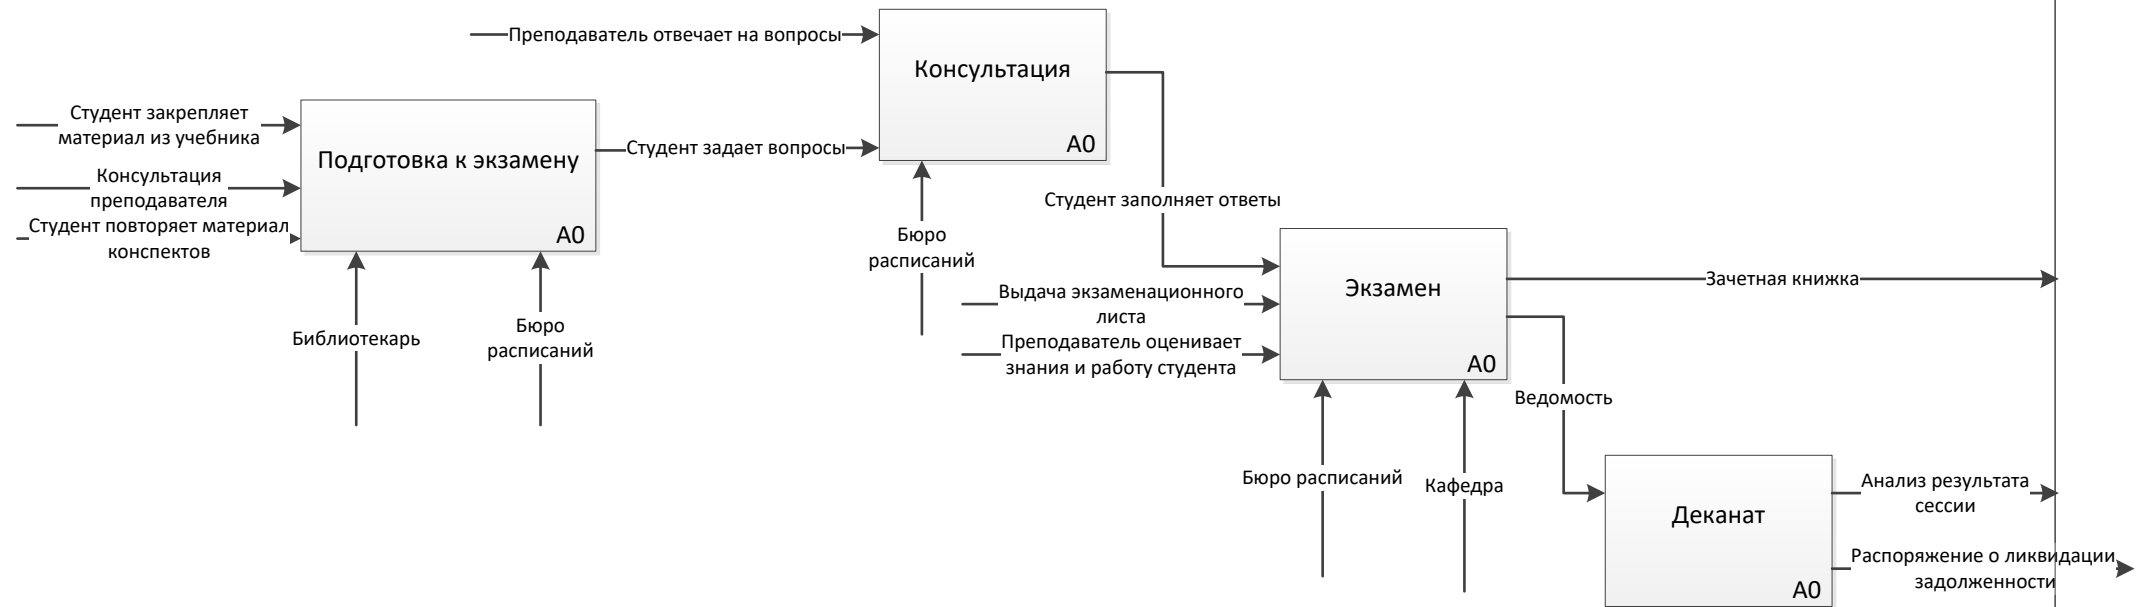 Преподаватель отвечает на вопросы
Консультация
A0
Студент закрепляет
материал из учебника
Консультация
преподавателя
Студент повторяет материал
конспектов
Подготовка к экзамену
A0
Студент задает вопросы
Библиотекарь
Бюро
расписаний
Бюро
расписаний
Студент заполняет ответы
Выдача экзаменационного
листа
Преподаватель оценивает
знания и работу студента
Экзамен
A0
Зачетная книжка
Ведомость
Бюро расписаний
Кафедра
Деканат
A0
Анализ результата
сессии
Распоряжение о ликвидации
задолженности